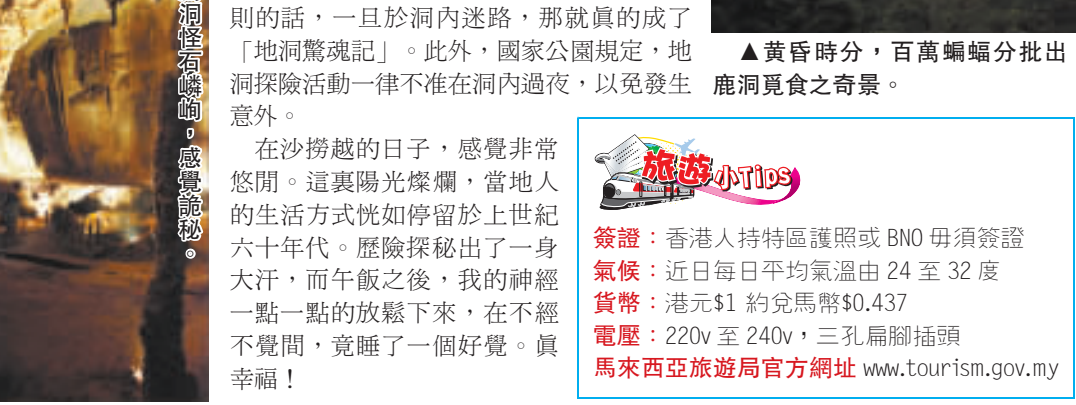 洞怪石嶙峋，感覺詭秘。
則的話，一旦於洞內迷路，那就眞的成了
「地洞驚魂記」。此外，國家公園規定，地
洞探險活動一律不准在洞內過夜，以免發生
意外。
在沙撈越的日子，感覺非常
悠閒。這裏陽光燦爛，當地人
的生活方式恍如停留於上世紀
六十年代。歷險探秘出了一身
大汗，而午飯之後，我的神經
一點一點的放鬆下來，在不經
不覺間，竟睡了一個好覺。眞
幸福！
▲黃昏時分，百萬蝙蝠分批出
鹿洞覓食之奇景。
旅遊小Tips
簽證：香港人持特區護照或 BNO 毋須簽證
氣候：近日每日平均氣溫由 24 至 32 度
貨幣：港元$1 約兌馬幣$0.437
電壓：220v 至 240v，三孔扁腳插頭
馬來西亞旅遊局官方網址 www.tourism.gov.my